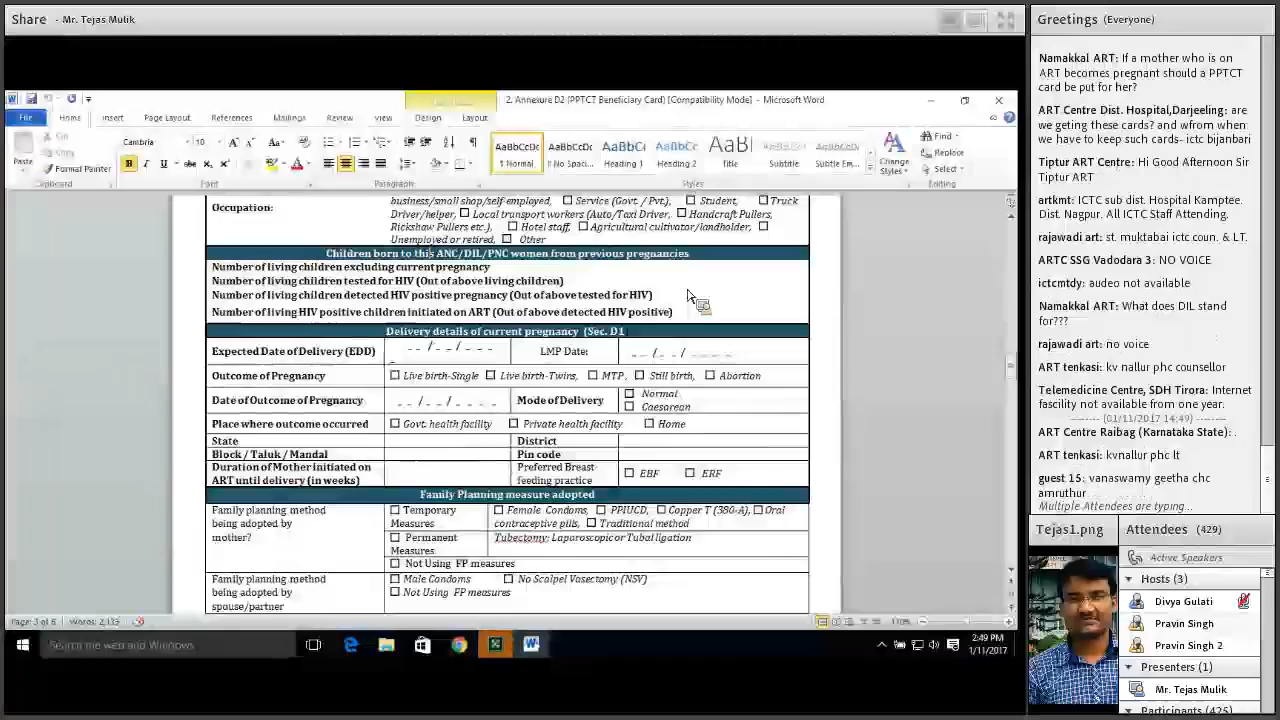 Share - Mr. Tejas Mulik
2. Annexure D2 (PPTCT Beneficiary Card) [Compatibility Mode] - Microsoft Word
File Home Insert Page Layout References Mailings Review View Design Layout
Cut
Copy
Paste
Format Painter
Clipboard
Cambria 10
Font
Paragraph
AaBbCcDc AaBbCcDc AaBbCc AaBbCc AaBl AaBbCcD AaBbCcDc
¶ Normal ¶ No Spaci... Heading 1 Heading 2 Title Subtitle Subtle Em...
Change Styles
Styles
Find
Replace
Select
Editing
business/small shop/self-employed, Service (Govt. / Pvt.), Student, Truck
Occupation:
Driver/helper, Local transport workers (Auto/Taxi Driver, Handcraft Pullers,
Rickshaw Pullers etc.), Hotel staff, Agricultural cultivator/landholder,
Unemployed or retired, Other
Children born to this ANC/DIL/PNC women from previous pregnancies
Number of living children excluding current pregnancy
Number of living children tested for HIV (Out of above living children)
Number of living children detected HIV positive pregnancy (Out of above tested for HIV)
Number of living HIV positive children initiated on ART (Out of above detected HIV positive)
Delivery details of current pregnancy (Sec. D1
Expected Date of Delivery (EDD) _ _ / _ _ / _ _ _ _ LMP Date: _ _ / _ _ / _ _ _ _
Outcome of Pregnancy Live birth-Single Live birth-Twins, MTP, Still birth, Abortion
Date of Outcome of Pregnancy _ _ / _ _ / _ _ _ _ Mode of Delivery Normal
Caesarean
Place where outcome occurred Govt. health facility Private health facility Home
State District
Block / Taluk / Mandal Pin code
Duration of Mother initiated on ART until delivery (in weeks) Preferred Breast-feeding practice EBF ERF
Family Planning measure adopted
Family planning method being adopted by mother?
Temporary Measures Female Condoms, PPIUCD, Copper T (380-A), Oral
contraceptive pills, Traditional method
Permanent Measures Tubectomy: Laparoscopic or Tubal ligation
Not Using FP measures
Family planning method being adopted by spouse/partner
Male Condoms No Scalpel Vasectomy (NSV)
Not Using FP measures
Page: 3 of 6 Words: 2,133 110%
Search the web and Windows
2:49 PM
1/11/2017
Greetings (Everyone)
Namakkal ART: If a mother who is on
ART becomes pregnant should a PPTCT
card be put for her?
ART Centre Dist. Hospital,Darjeeling: are
we geting these cards? and wfrom when
we have to keep such cards- ictc bijanbari
Tiptur ART Centre: Hi Good Afternoon Sir
Tiptur ART
artkmt: ICTC sub dist. Hospital Kamptee.
Dist. Nagpur. All ICTC Staff Attending.
rajawadi art: st. muktabai ictc coun. & LT.
ARTC SSG Vadodara 3: NO VOICE
ictcmtdy: audeo not available
Namakkal ART: What does DIL stand
for???
rajawadi art: no voice
ART tenkasi: kv nallur phc counsellor
Telemedicine Centre, SDH Tirora: Internet
fascility not available from one year.
------- (01/11/2017 14:49) -------
ART Centre Raibag (Karnataka State): .
ART tenkasi: kvnallur phc lt
guest 15: vanaswamy geetha chc
amruthur
Multiple Attendees are typing...
Tejas1.png
Attendees (429)
Active Speakers
Hosts (3)
Divya Gulati
Pravin Singh
Pravin Singh 2
Presenters (1)
Mr. Tejas Mulik
Participants (425)